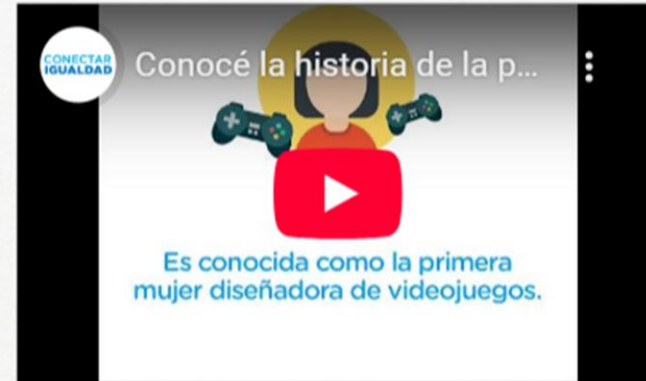 CONECTAR
IGUALDAD
Conocé la historia de la p...
Es conocida como la primera
mujer diseñadora de videojuegos.